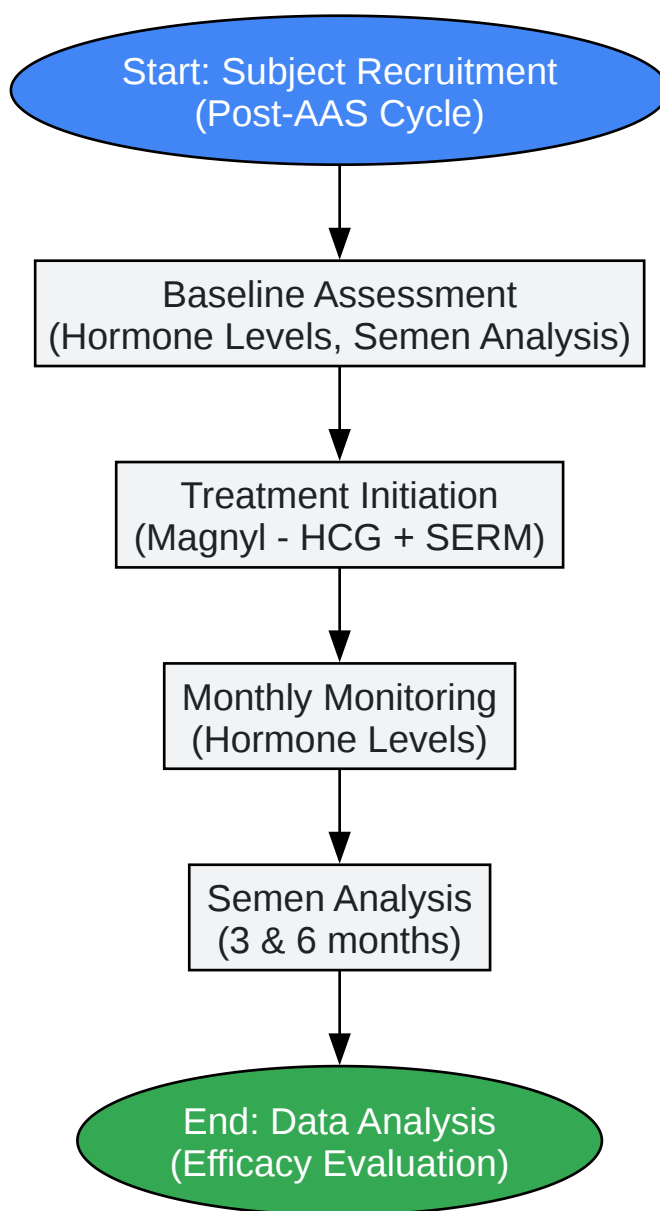 Start: Subject Recruitment
(Post-AAS Cycle)
Baseline Assessment
(Hormone Levels, Semen Analysis)
Treatment Initiation
(Magnyl - HCG + SERM)
Monthly Monitoring
(Hormone Levels)
Semen Analysis
(3 & 6 months)
End: Data Analysis
(Efficacy Evaluation)